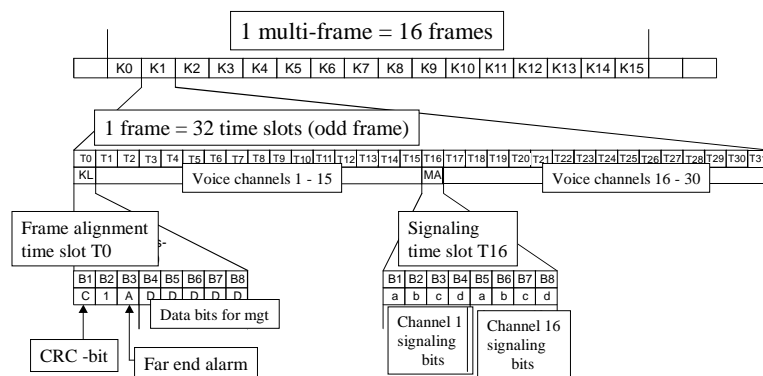 1 multi-frame = 16 frames
K0 K1 K2 K3 K4 K5 K6 K7 K8 K9 K10 K11 K12 K13 K14 K15
1 frame = 32 time slots (odd frame)
T0 T1 T2 T3 T4 T5 T6 T7 T8 T9 T10 T11 T12 T13 T14 T15 T16 T17 T18 T19 T20 T21 T22 T23 T24 T25 T26 T27 T28 T29 T30 T31
KL Voice channels 1 - 15 MA Voice channels 16 - 30
Frame alignment
time slot T0
Signaling
time slot T16
B1 B2 B3 B4 B5 B6 B7 B8
C 1 A D D D D D
Data bits for mgt
CRC -bit
Far end alarm
B1 B2 B3 B4 B5 B6 B7 B8
a b c d a b c d
Channel 1
signaling
bits
Channel 16
signaling
bits